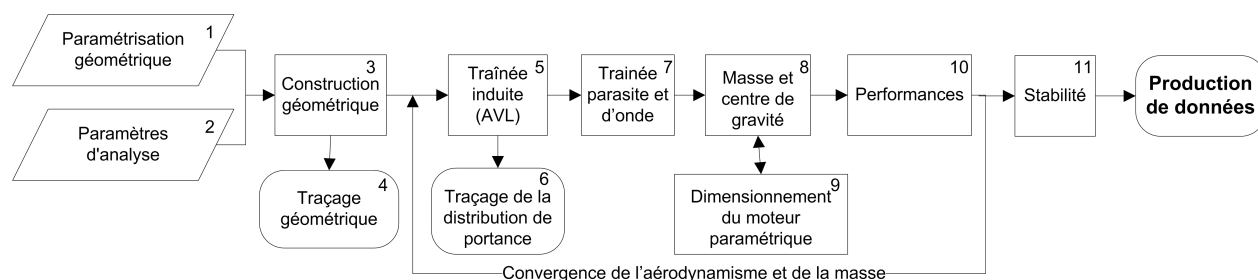 1
Paramétrisation
géométrique
2
Paramètres
d'analyse
3
Construction
géométrique
4
Traçage
géométrique
5
Traînée
induite
(AVL)
6
Traçage de la
distribution de
portance
7
Trainée
parasite et
d'onde
8
Masse et
centre de
gravité
9
Dimensionnement
du moteur
paramétrique
10
Performances
11
Stabilité
Production
de données
Convergence de l'aérodynamisme et de la masse